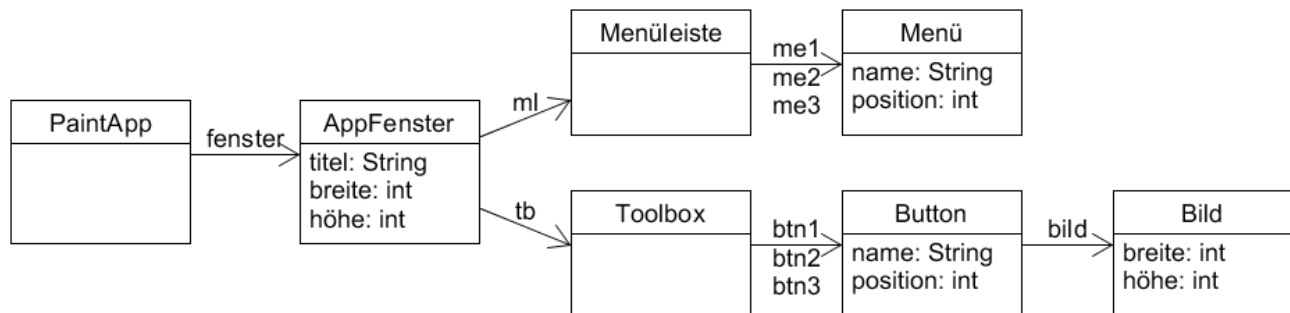 PaintApp
fenster
AppFenster
titel: String
breite: int
höhe: int
ml
Menüleiste
me1
me2
me3
Menü
name: String
position: int
tb
Toolbox
btn1
btn2
btn3
Button
name: String
position: int
bild
Bild
breite: int
höhe: int